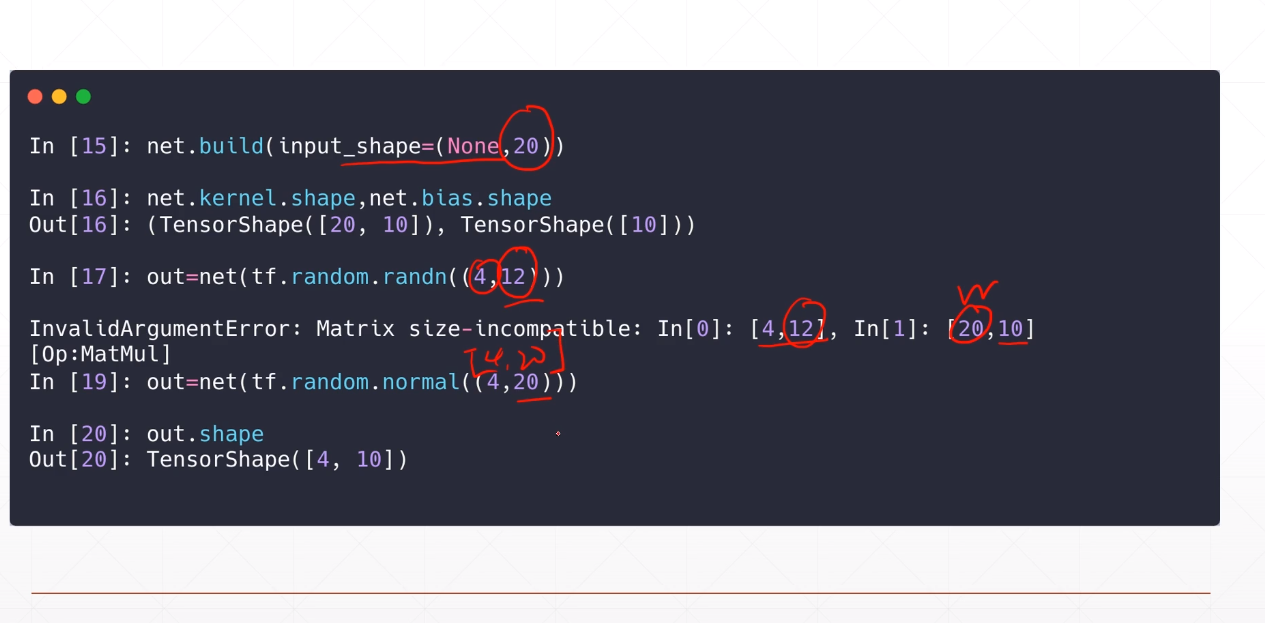 In [15]: net.build(input_shape=(None,20))
In [16]: net.kernel.shape,net.bias.shape
Out[16]: (TensorShape([20, 10]), TensorShape([10]))
In [17]: out=net(tf.random.randn((4,12)))
W
InvalidArgumentError: Matrix size-incompatible: In[0]: [4,12], In[1]: [20,10]
[Op:MatMul]
[4,20]
In [19]: out=net(tf.random.normal((4,20)))
In [20]: out.shape
Out[20]: TensorShape([4, 10])